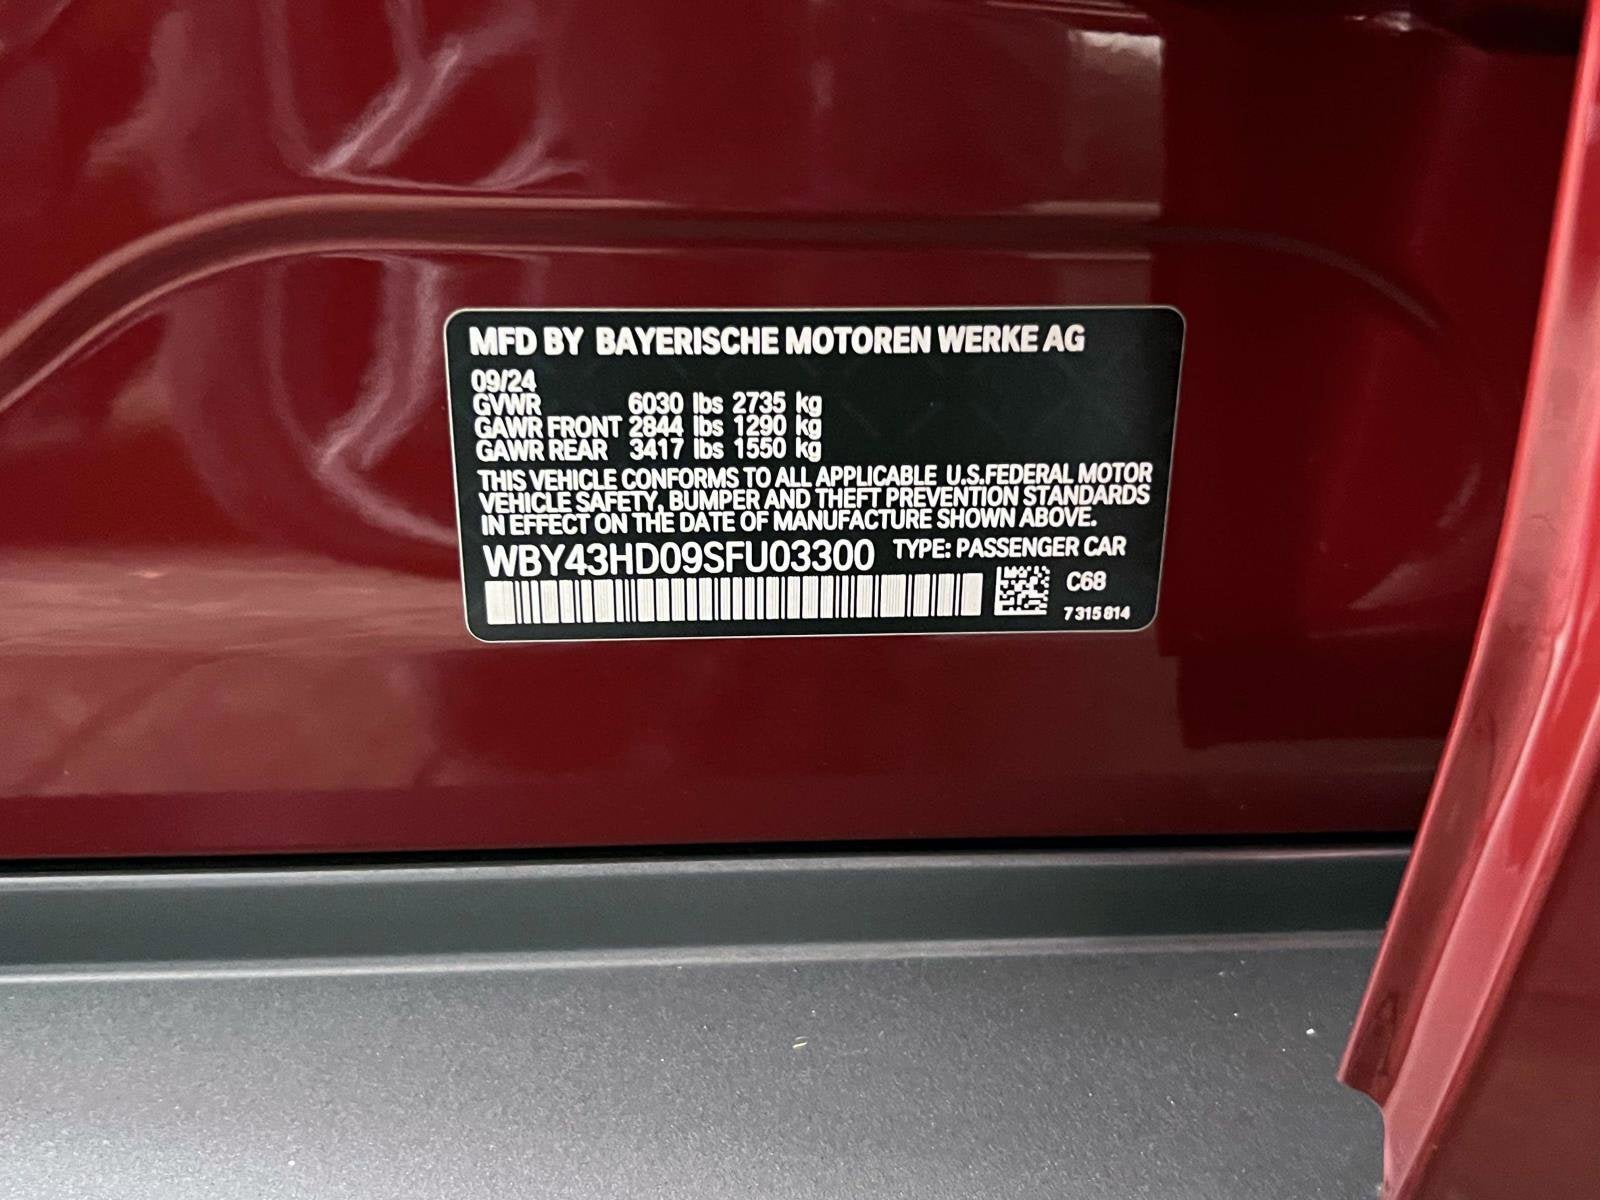 MFD BY BAYERISCHE MOTOREN WERKE AG
09/24
GVWR 6030 lbs 2735 kg
GAWR FRONT 2844 lbs 1290 kg
GAWR REAR 3417 lbs 1550 kg
THIS VEHICLE CONFORMS TO ALL APPLICABLE U.S.FEDERAL MOTOR
VEHICLE SAFETY, BUMPER AND THEFT PREVENTION STANDARDS
IN EFFECT ON THE DATE OF MANUFACTURE SHOWN ABOVE.
WBY43HD09SFU03300 TYPE: PASSENGER CAR
C68
7 315 814